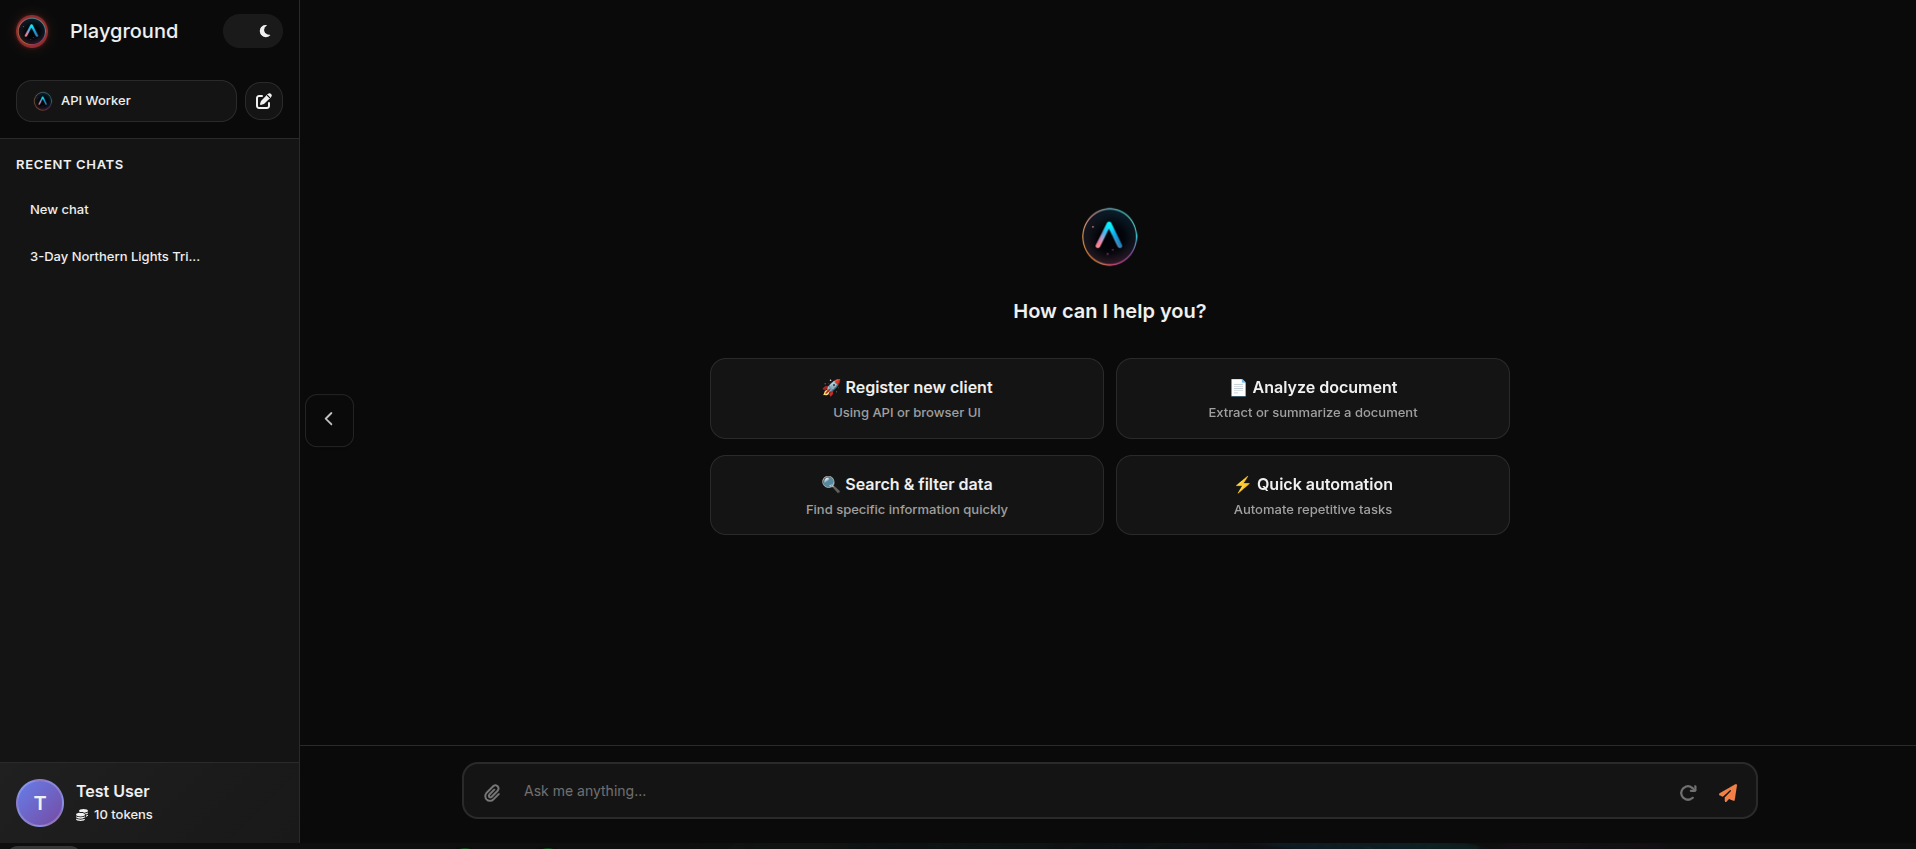 Playground
API Worker
RECENT CHATS
New chat
3-Day Northern Lights Tri...
How can I help you?
🚀 Register new client
Using API or browser UI
📄 Analyze document
Extract or summarize a document
🔍 Search & filter data
Find specific information quickly
⚡ Quick automation
Automate repetitive tasks
T
Test User
10 tokens
Ask me anything...